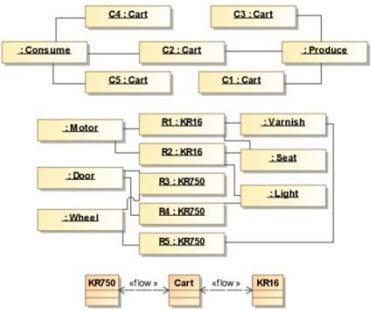 C4 : Cart
C3 : Cart
: Consume
C2 : Cart
: Produce
C5 : Cart
C1 : Cart
: Motor
R1 : KR16
: Varnish
R2 : KR16
: Seat
: Door
R3 : KR750
: Light
R4 : KR750
: Wheel
R5 : KR750
KR750 «flow » Cart «flow » KR16